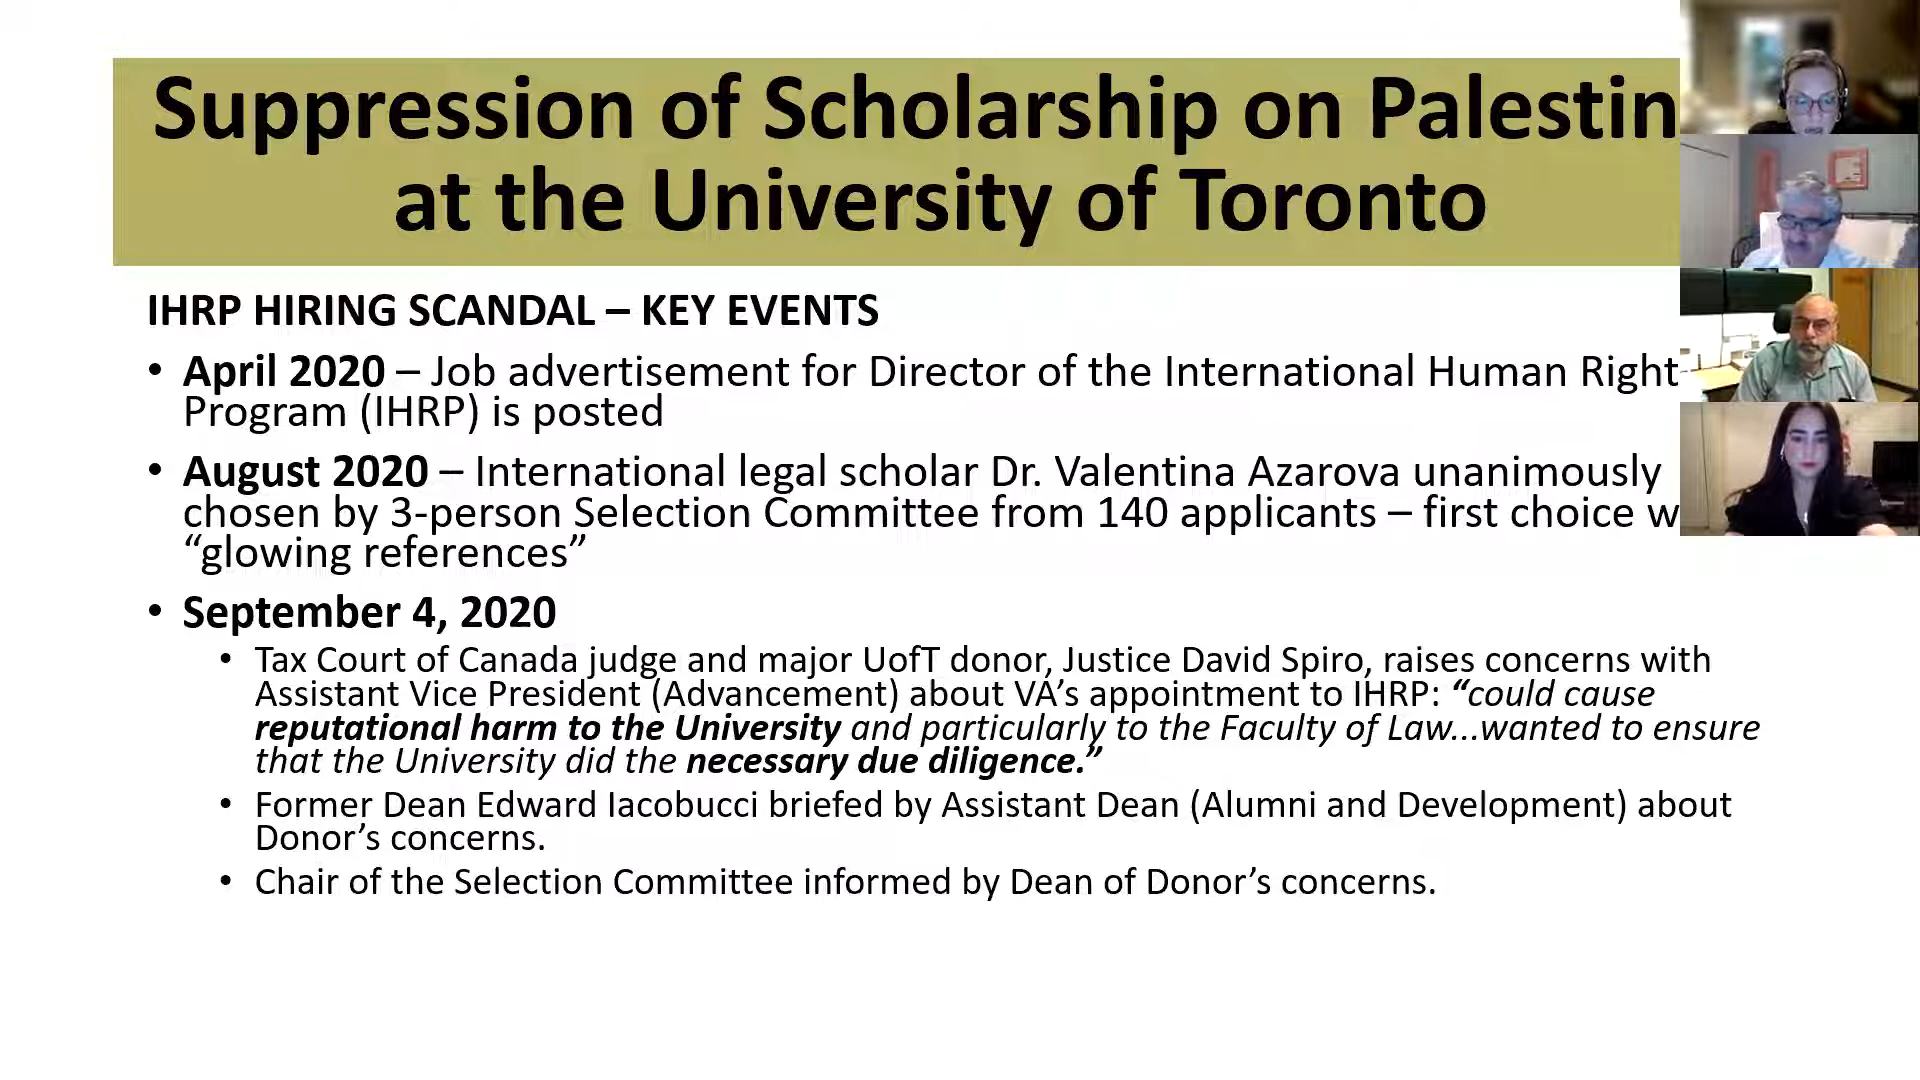 Suppression of Scholarship on Palestin
at the University of Toronto
IHRP HIRING SCANDAL – KEY EVENTS
• April 2020 – Job advertisement for Director of the International Human Right
Program (IHRP) is posted
• August 2020 – International legal scholar Dr. Valentina Azarova unanimously
chosen by 3-person Selection Committee from 140 applicants – first choice w
“glowing references”
• September 4, 2020
• Tax Court of Canada judge and major UofT donor, Justice David Spiro, raises concerns with
Assistant Vice President (Advancement) about VA’s appointment to IHRP: “could cause
reputational harm to the University and particularly to the Faculty of Law...wanted to ensure
that the University did the necessary due diligence.”
• Former Dean Edward Iacobucci briefed by Assistant Dean (Alumni and Development) about
Donor’s concerns.
• Chair of the Selection Committee informed by Dean of Donor’s concerns.